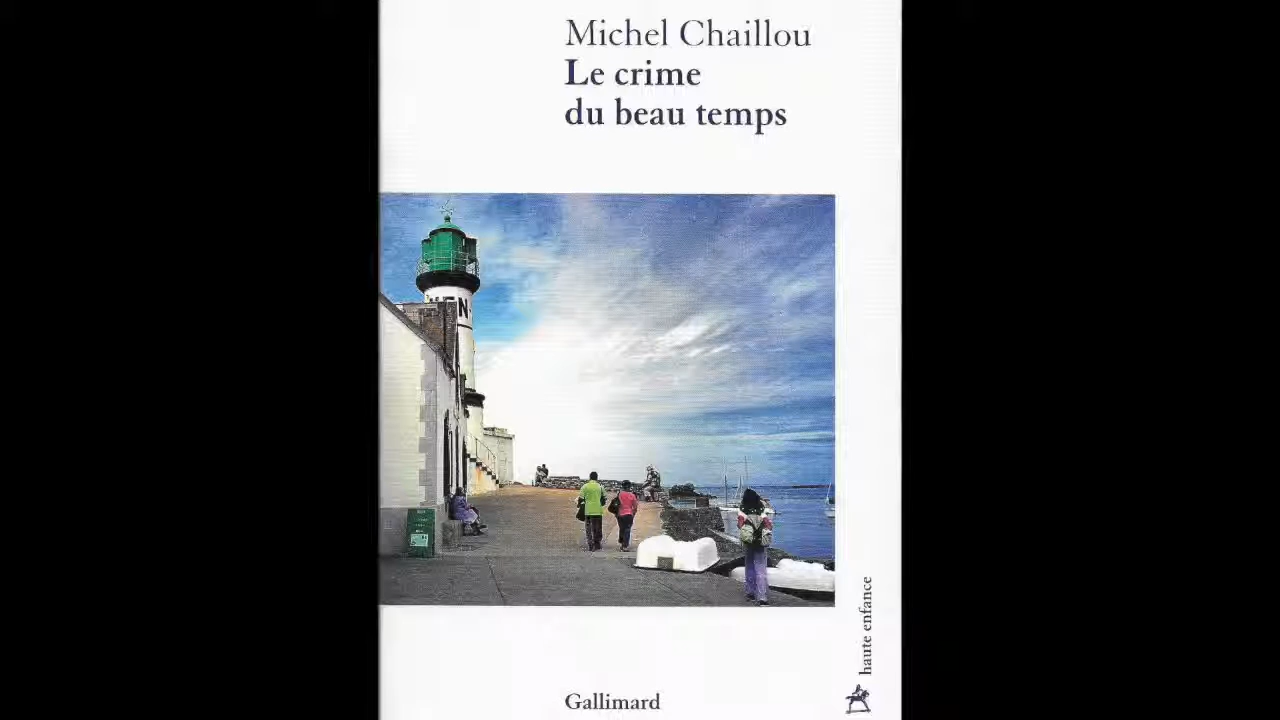 Michel Chaillou
Le crime
du beau temps
haute enfance
Gallimard